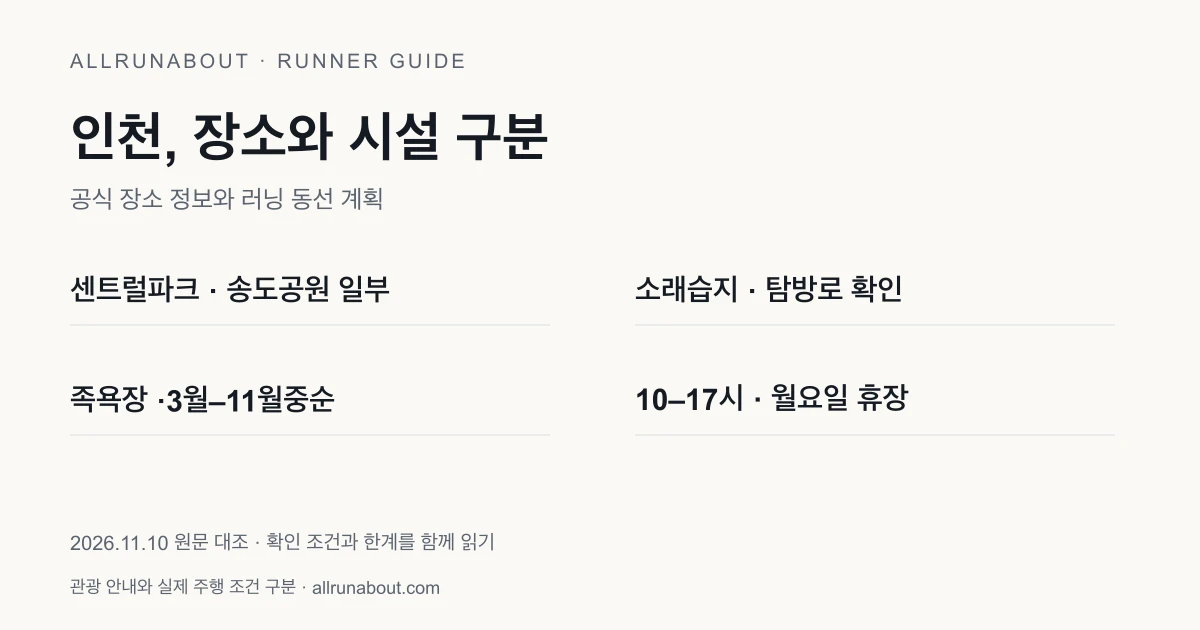 ALLRUNABOUT · RUNNER GUIDE
인천, 장소와 시설 구분
공식 장소 정보와 러닝 동선 계획
센트럴파크 · 송도공원 일부
소래습지 · 탐방로 확인
족욕장 ·3월–11월중순
10–17시 · 월요일 휴장
2026.11.10 원문 대조 · 확인 조건과 한계를 함께 읽기
관광 안내와 실제 주행 조건 구분 · allrunabout.com